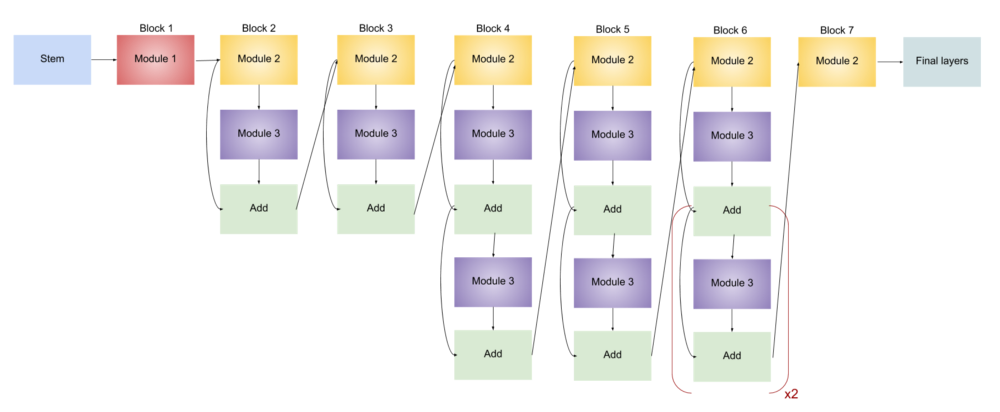 Block 1
Block 2
Block 3
Block 4
Block 5
Block 6
Block 7
Stem
Module 1
Module 2
Module 2
Module 2
Module 2
Module 2
Module 2
Final layers
Module 3
Module 3
Module 3
Module 3
Module 3
Add
Add
Add
Add
Add
Module 3
Module 3
Module 3
Add
Add
Add
x2